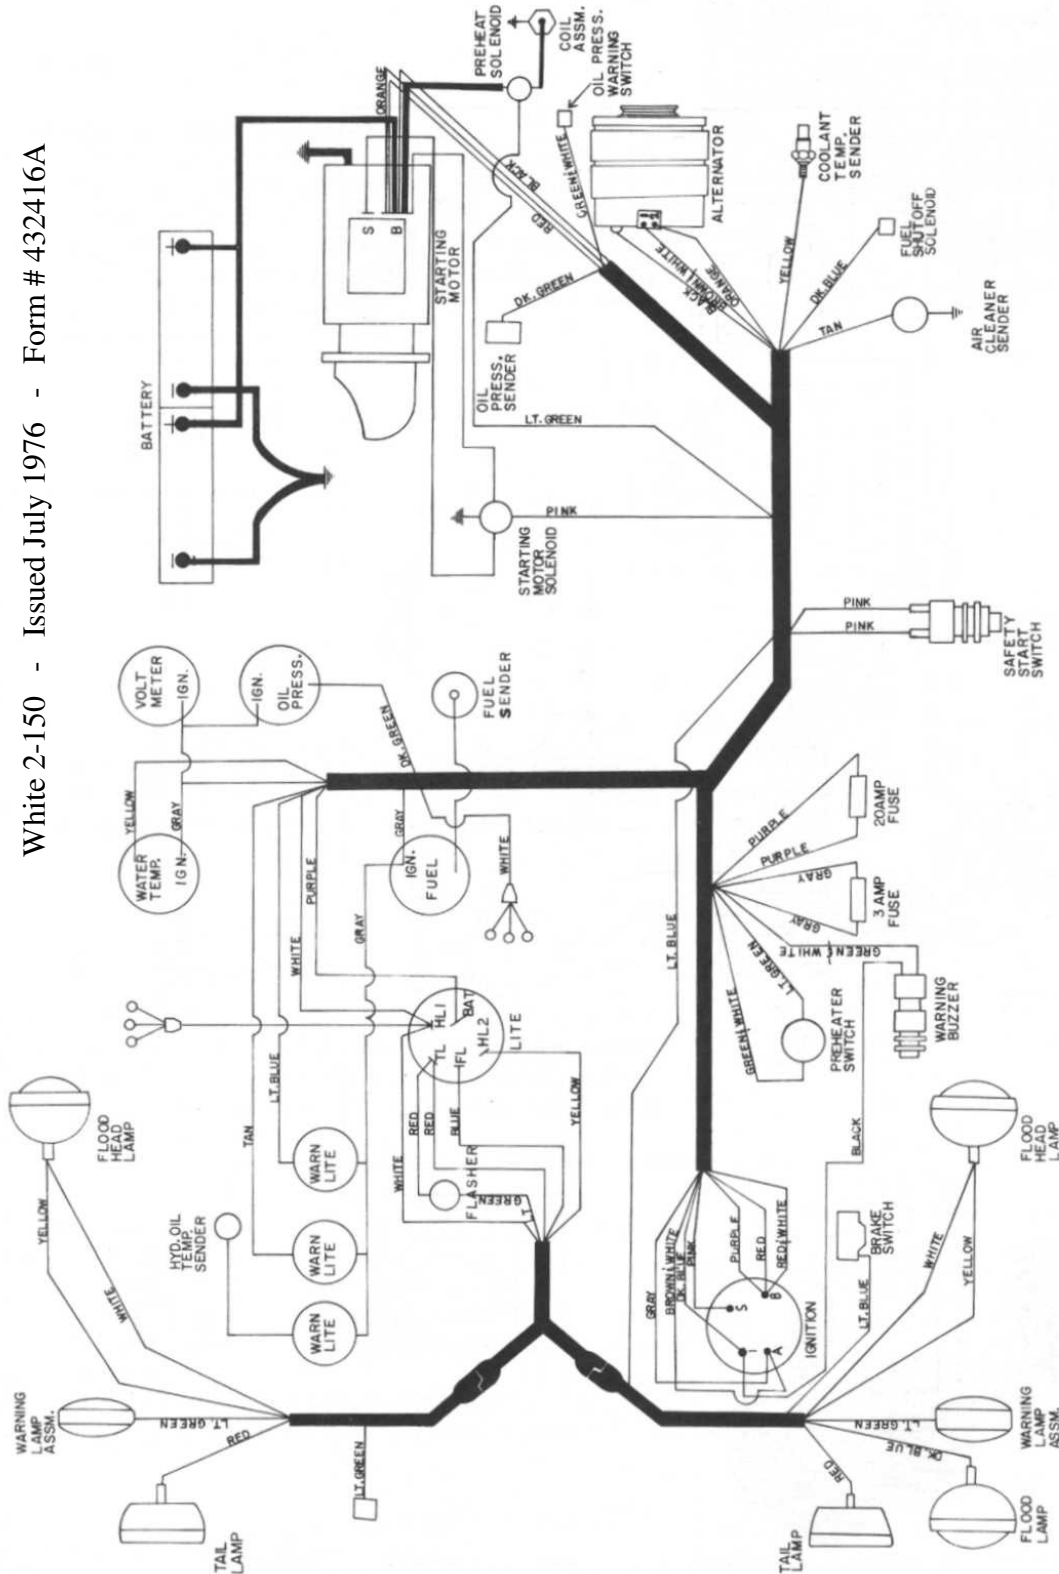 White 2-150 - Issued July 1976 - Form # 432416A
BATTERY
+
-
+
-
STARTING
MOTOR
S
B
ORANGE
PREHEAT
SOLENOID
COIL
ASSM.
OIL PRESS.
WARNING
SWITCH
BLACK
RED
GREEN|WHITE
ALTERNATOR
BLACK
BROWN|WHITE
ORANGE
COOLANT
TEMP.
SENDER
YELLOW
FUEL
SHUTOFF
SOLENOID
DK.BLUE
AIR
CLEANER
SENDER
TAN
OIL
PRESS.
SENDER
DK.GREEN
LT.GREEN
STARTING
MOTOR
SOLENOID
PINK
PINK
PINK
SAFETY
START
SWITCH
VOLT
METER
IGN.
IGN.
OIL
PRESS.
FUEL
SENDER
DK.GREEN
WATER
TEMP.
IGN.
YELLOW
GRAY
GRAY
IGN.
FUEL
WHITE
PURPLE
WHITE
GRAY
LT.BLUE
TAN
HL1
BAT
TL
FL
HL2
LITE
RED
RED
BLUE
YELLOW
WHITE
FLASHER
LT GREEN
WARN
LITE
WARN
LITE
WARN
LITE
HYD.OIL
TEMP.
SENDER
LT.BLUE
PURPLE
PURPLE
20AMP
FUSE
GRAY
GRAY
3 AMP
FUSE
GREEN|WHITE
LT.GREEN
GREEN|WHITE
PREHEATER
SWITCH
WARNING
BUZZER
BLACK
GRAY
BROWN|WHITE
DK.BLUE
PINK
PURPLE
RED
RED|WHITE
S
B
I
A
IGNITION
BRAKE
SWITCH
LT.BLUE
FLOOD
HEAD
LAMP
YELLOW
WHITE
WARNING
LAMP
ASSM.
LT.GREEN
RED
TAIL
LAMP
LT.GREEN
FLOOD
HEAD
LAMP
WHITE
YELLOW
WARNING
LAMP
ASSM.
LT.GREEN
DK.BLUE
RED
TAIL
LAMP
FLOOD
LAMP